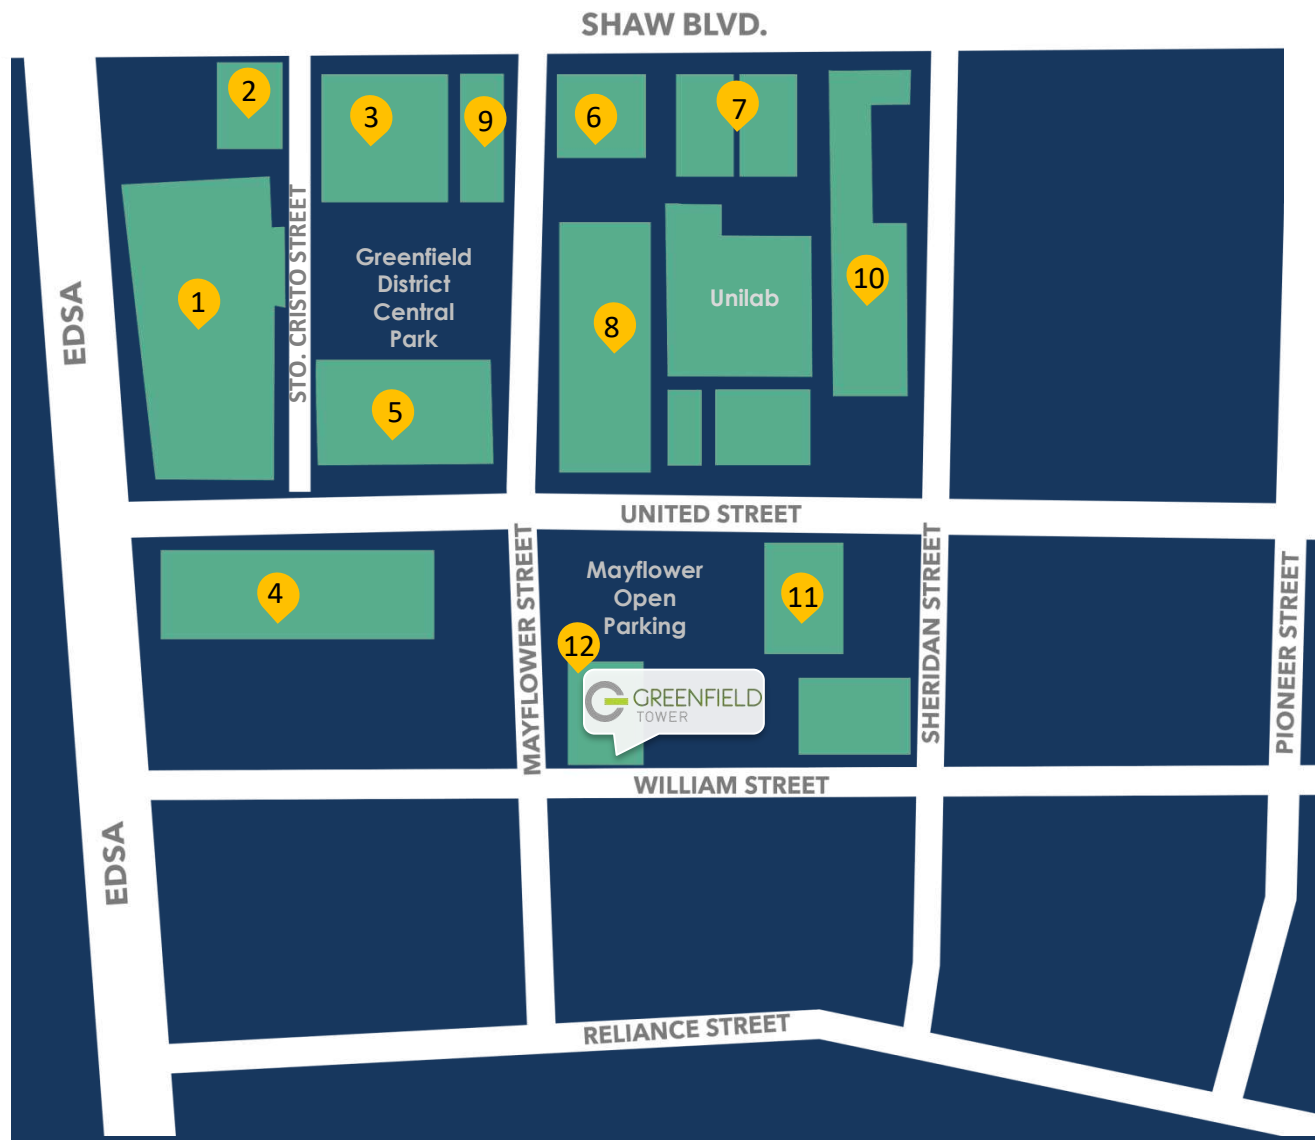 SHAW BLVD.
2
3
9
6
7
STO. CRISTO STREET
Greenfield
District
Central
Park
EDSA
1
8
Unilab
10
5
UNITED STREET
4
MAYFLOWER STREET
Mayflower
Open
Parking
11
12
GREENFIELD
TOWER
SHERIDAN STREET
PIONEER STREET
WILLIAM STREET
EDSA
RELIANCE STREET